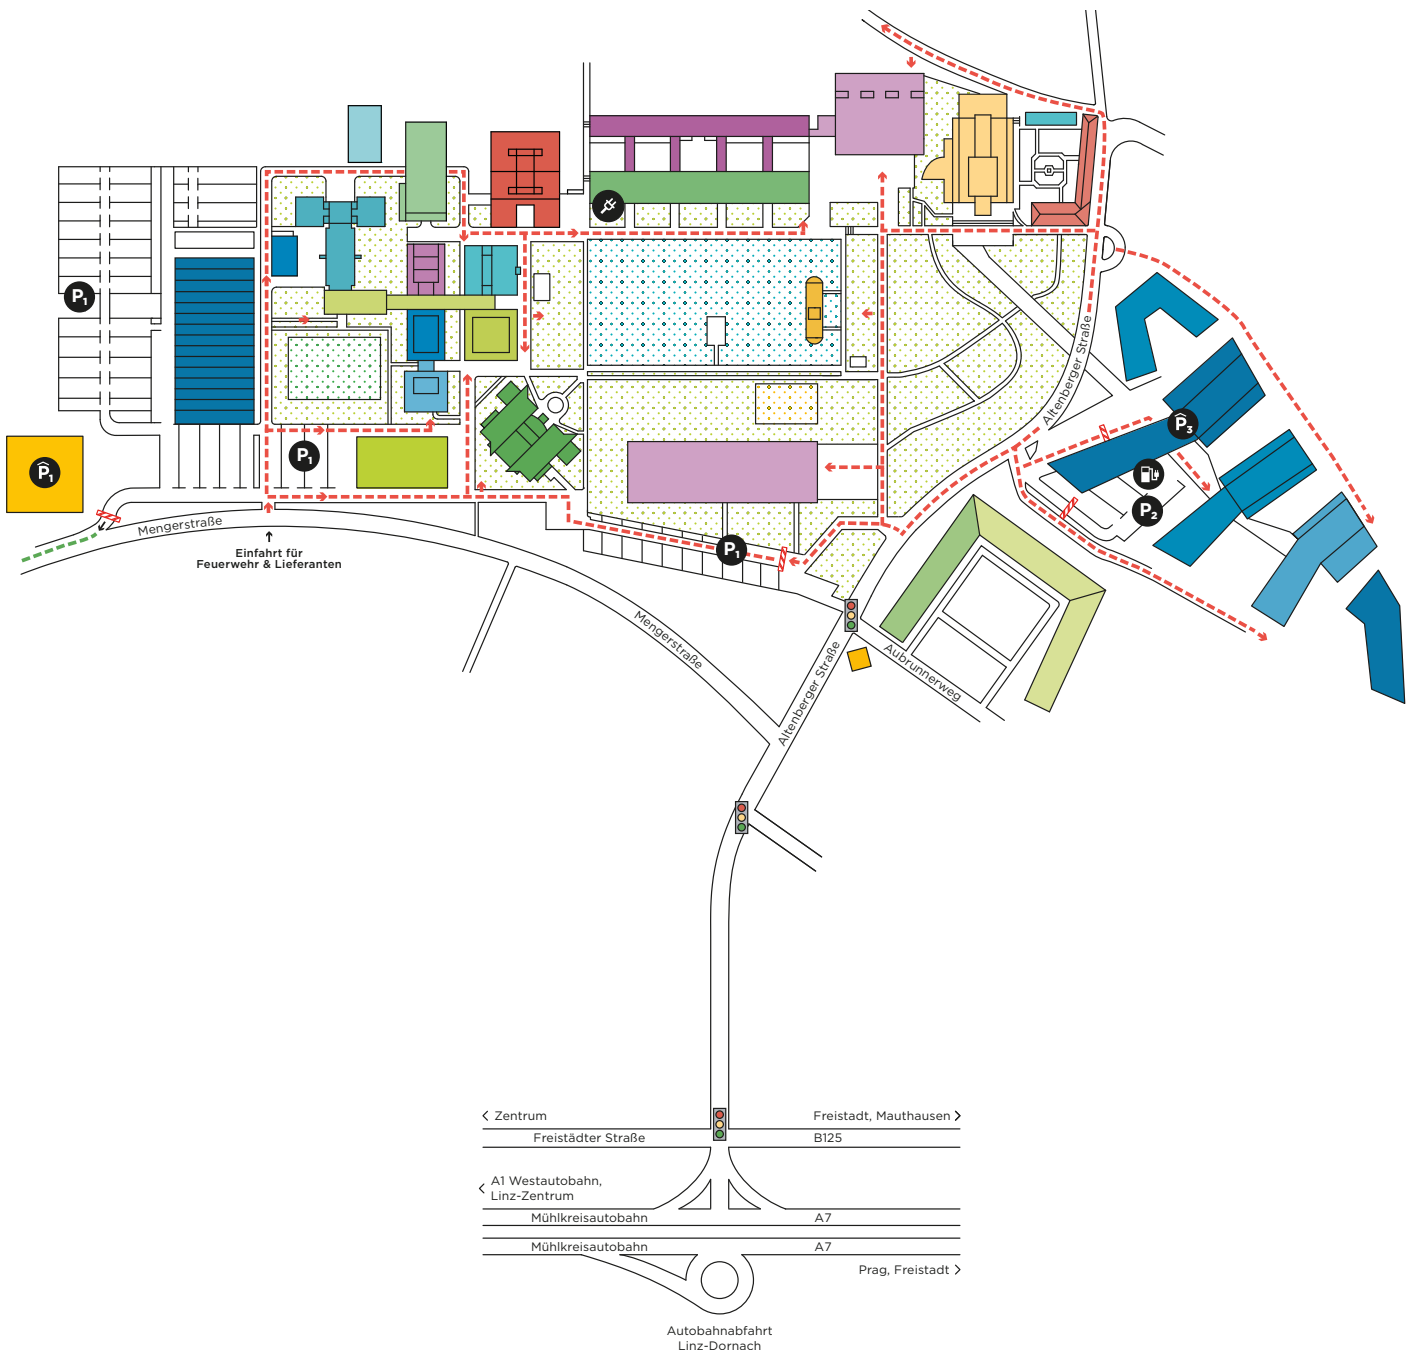 P1
P1
P1
Mengerstraße
Einfahrt für
Feuerwehr & Lieferanten
P1
Altenberger Straße
P3
P2
Mengerstraße
Altenberger Straße
Aubrunnerweg
Zentrum
Freistadt, Mauthausen
Freistädter Straße
B125
A1 Westautobahn,
Linz-Zentrum
Mühlkreisautobahn
A7
Mühlkreisautobahn
A7
Prag, Freistadt
Autobahnabfahrt
Linz-Dornach